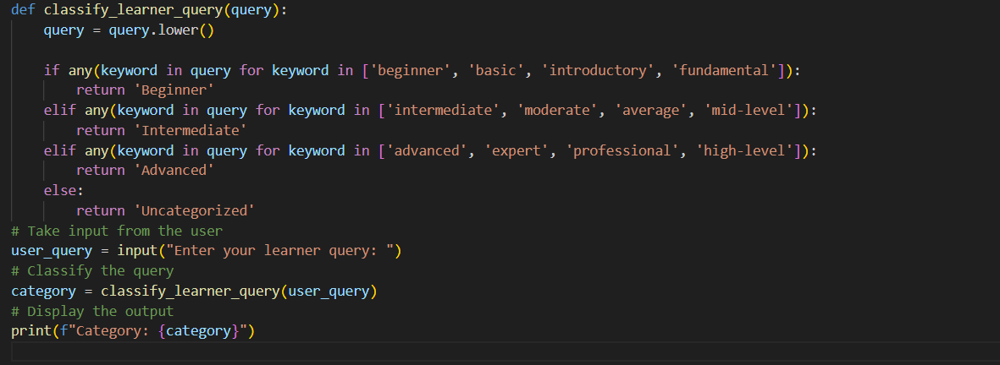 def classify_learner_query(query):
    query = query.lower()
    if any(keyword in query for keyword in ['beginner', 'basic', 'introductory', 'fundamental']):
        return 'Beginner'
    elif any(keyword in query for keyword in ['intermediate', 'moderate', 'average', 'mid-level']):
        return 'Intermediate'
    elif any(keyword in query for keyword in ['advanced', 'expert', 'professional', 'high-level']):
        return 'Advanced'
    else:
        return 'Uncategorized'
# Take input from the user
user_query = input("Enter your learner query: ")
# Classify the query
category = classify_learner_query(user_query)
# Display the output
print(f"Category: {category}")